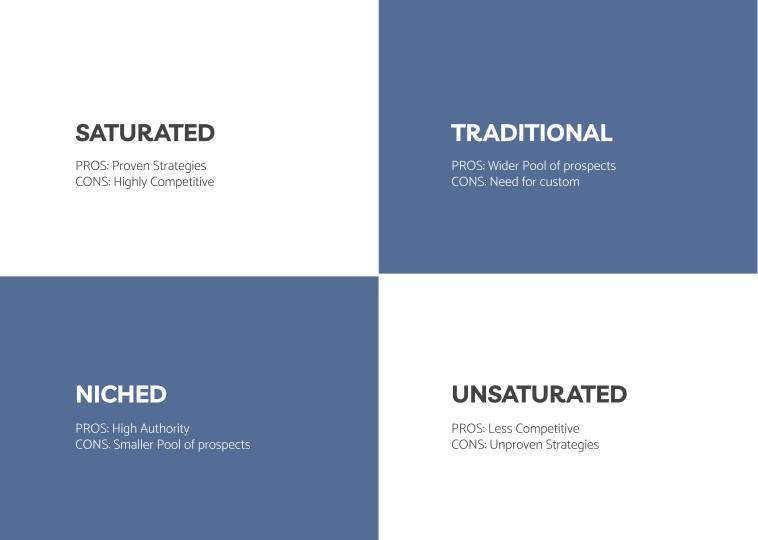 SATURATED
PROS: Proven Strategies
CONS: Highly Competitive
TRADITIONAL
PROS: Wider Pool of prospects
CONS: Need for custom
NICHED
PROS: High Authority
CONS: Smaller Pool of prospects
UNSATURATED
PROS: Less Competitive
CONS: Unproven Strategies